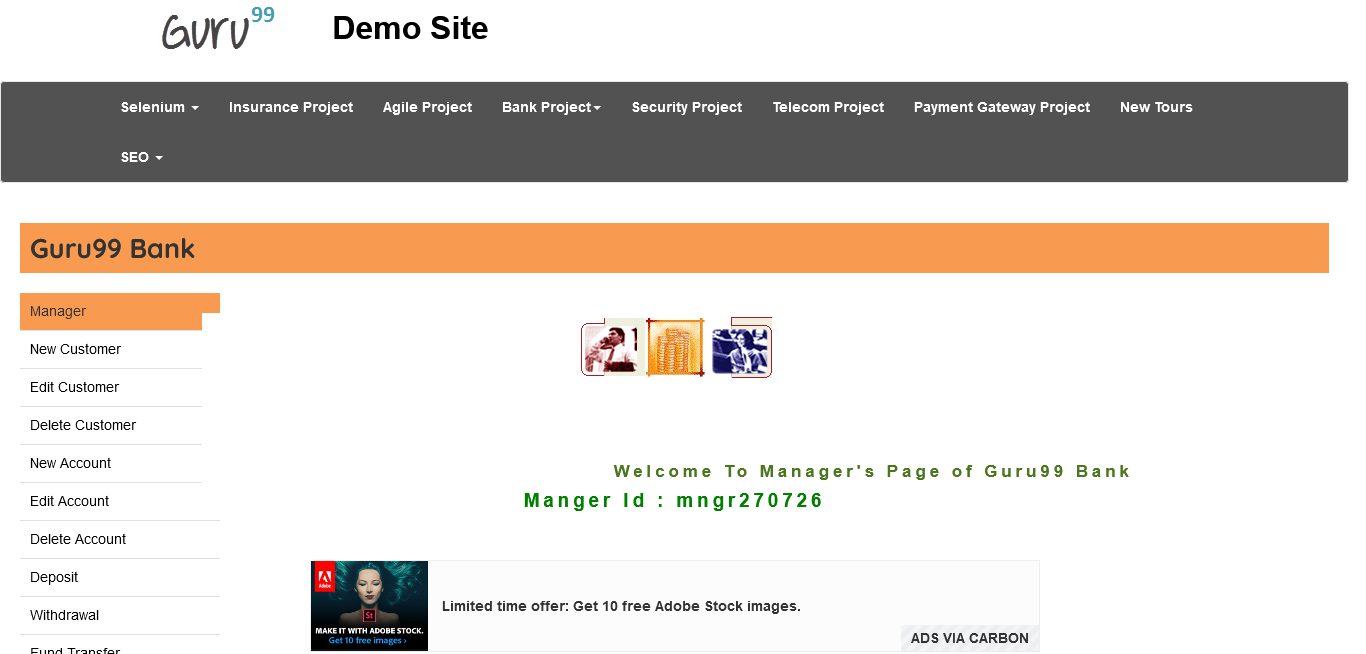 Guru99
Demo Site
Selenium Insurance Project Agile Project Bank Project Security Project Telecom Project Payment Gateway Project New Tours
SEO
Guru99 Bank
Manager
New Customer
Edit Customer
Delete Customer
New Account
Edit Account
Delete Account
Deposit
Withdrawal
Fund Transfer
Welcome To Manager's Page of Guru99 Bank
Manger Id : mngr270726
Adobe
St
MAKE IT WITH ADOBE STOCK.
Get 10 free images ›
Limited time offer: Get 10 free Adobe Stock images.
ADS VIA CARBON